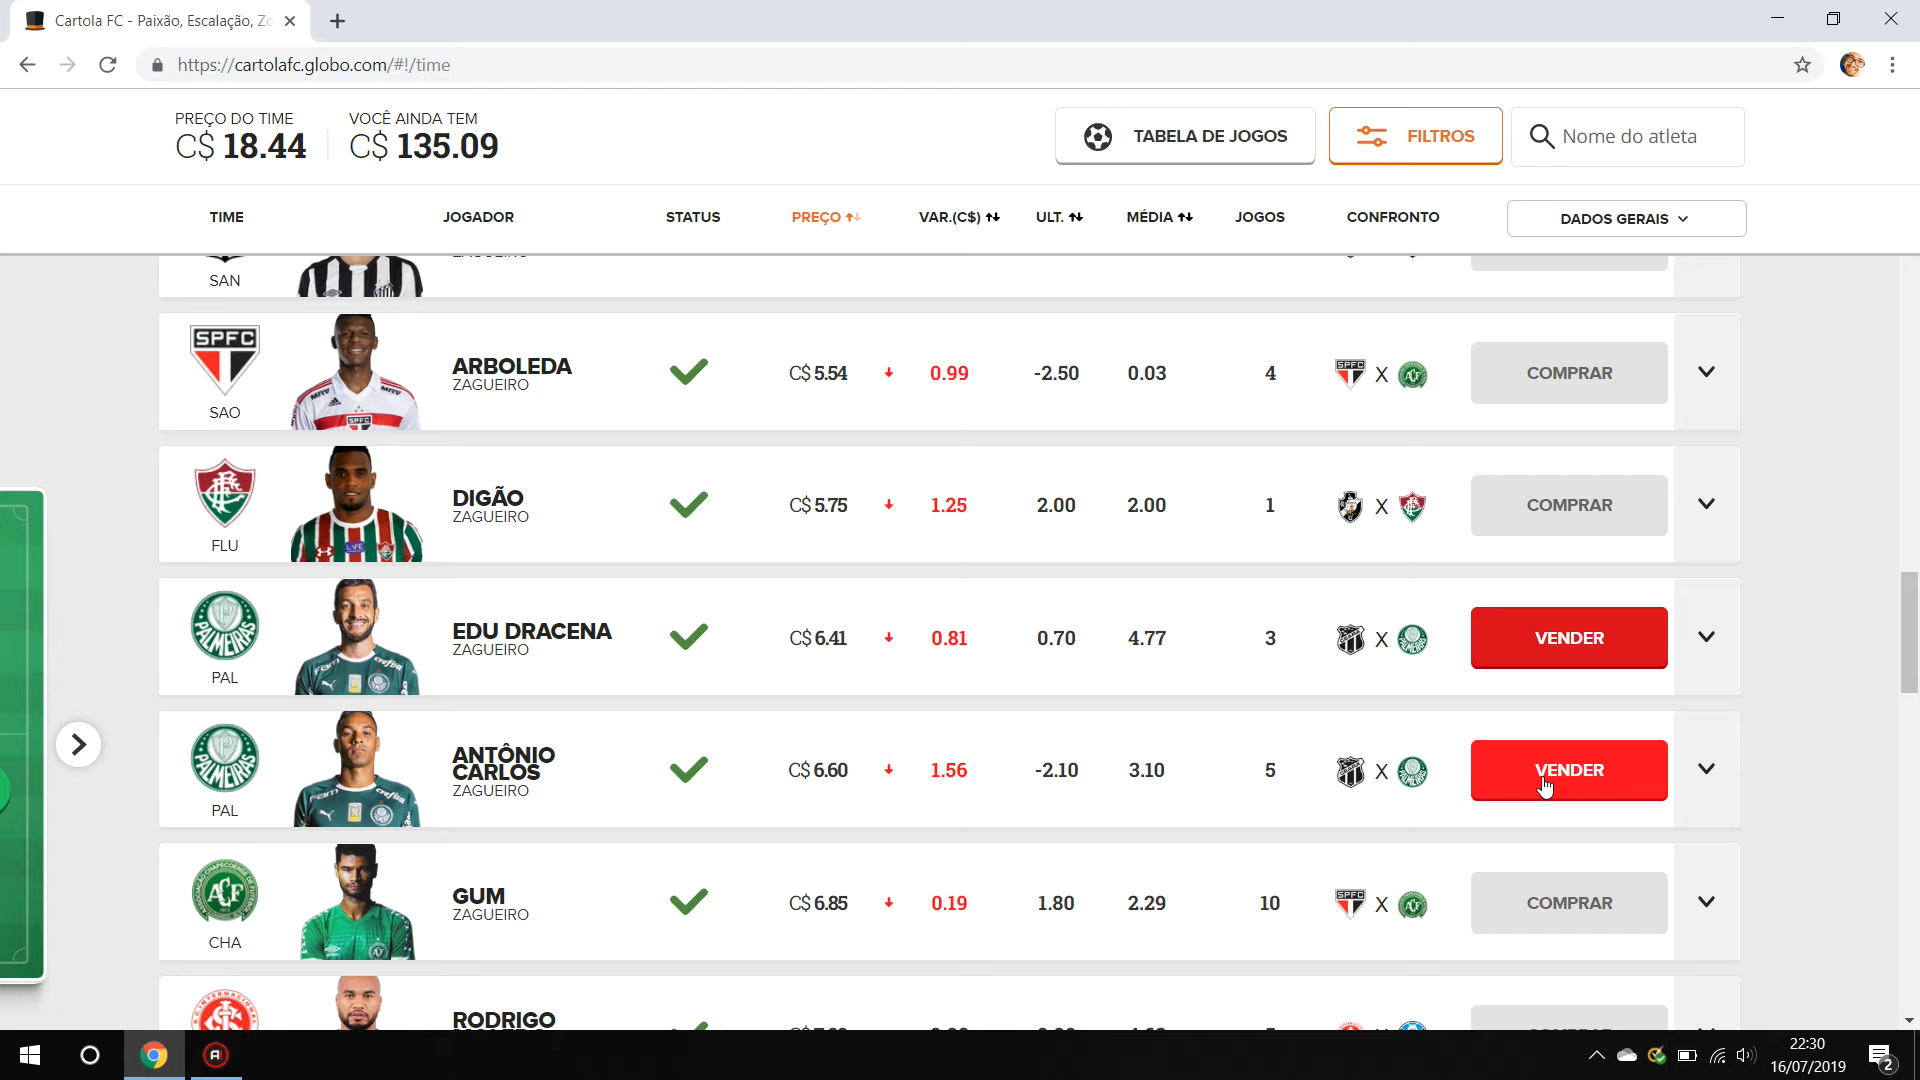 Cartola FC - Paixão, Escalação, Zo
https://cartolafc.globo.com/#!/time
PREÇO DO TIME
C$ 18.44
VOCÊ AINDA TEM
C$ 135.09
TABELA DE JOGOS
FILTROS
Nome do atleta
TIME JOGADOR STATUS PREÇO VAR.(C$) ULT. MÉDIA JOGOS CONFRONTO DADOS GERAIS
SAN
SPFC
SAO
ARBOLEDA
ZAGUEIRO
C$ 5.54 0.99 -2.50 0.03 4 X COMPRAR
FLU
DIGÃO
ZAGUEIRO
C$ 5.75 1.25 2.00 2.00 1 X COMPRAR
PALMEIRAS
PAL
EDU DRACENA
ZAGUEIRO
C$ 6.41 0.81 0.70 4.77 3 X VENDER
PALMEIRAS
PAL
ANTÔNIO
CARLOS
ZAGUEIRO
C$ 6.60 1.56 -2.10 3.10 5 X VENDER
CHA
GUM
ZAGUEIRO
C$ 6.85 0.19 1.80 2.29 10 X COMPRAR
RODRIGO
22:30
16/07/2019
2